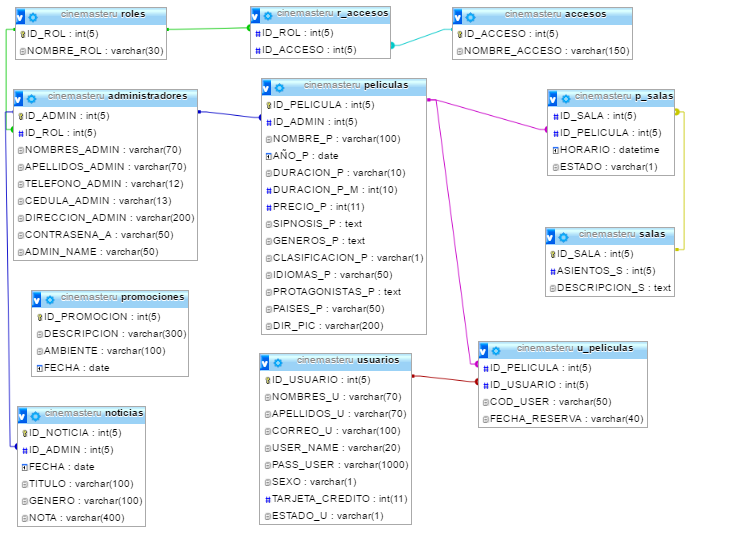 cinemasteru roles
ID_ROL : int(5)
NOMBRE_ROL : varchar(30)
cinemasteru r_accesos
ID_ROL : int(5)
ID_ACCESO : int(5)
cinemasteru accesos
ID_ACCESO : int(5)
NOMBRE_ACCESO : varchar(150)
cinemasteru administradores
ID_ADMIN : int(5)
ID_ROL : int(5)
NOMBRES_ADMIN : varchar(70)
APELLIDOS_ADMIN : varchar(70)
TELEFONO_ADMIN : varchar(12)
CEDULA_ADMIN : varchar(13)
DIRECCION_ADMIN : varchar(200)
CONTRASENA_A : varchar(50)
ADMIN_NAME : varchar(50)
cinemasteru peliculas
ID_PELICULA : int(5)
ID_ADMIN : int(5)
NOMBRE_P : varchar(100)
AÑO_P : date
DURACION_P : varchar(10)
DURACION_P_M : int(10)
PRECIO_P : int(11)
SIPNOSIS_P : text
GENEROS_P : text
CLASIFICACION_P : varchar(1)
IDIOMAS_P : varchar(50)
PROTAGONISTAS_P : text
PAISES_P : varchar(50)
DIR_PIC : varchar(200)
cinemasteru p_salas
ID_SALA : int(5)
ID_PELICULA : int(5)
HORARIO : datetime
ESTADO : varchar(1)
cinemasteru salas
ID_SALA : int(5)
ASIENTOS_S : int(5)
DESCRIPCION_S : text
cinemasteru promociones
ID_PROMOCION : int(5)
DESCRIPCION : varchar(300)
AMBIENTE : varchar(100)
FECHA : date
cinemasteru usuarios
ID_USUARIO : int(5)
NOMBRES_U : varchar(70)
APELLIDOS_U : varchar(70)
CORREO_U : varchar(100)
USER_NAME : varchar(20)
PASS_USER : varchar(1000)
SEXO : varchar(1)
TARJETA_CREDITO : int(11)
ESTADO_U : varchar(1)
cinemasteru u_peliculas
ID_PELICULA : int(5)
ID_USUARIO : int(5)
COD_USER : varchar(50)
FECHA_RESERVA : varchar(40)
cinemasteru noticias
ID_NOTICIA : int(5)
ID_ADMIN : int(5)
FECHA : date
TITULO : varchar(100)
GENERO : varchar(100)
NOTA : varchar(400)